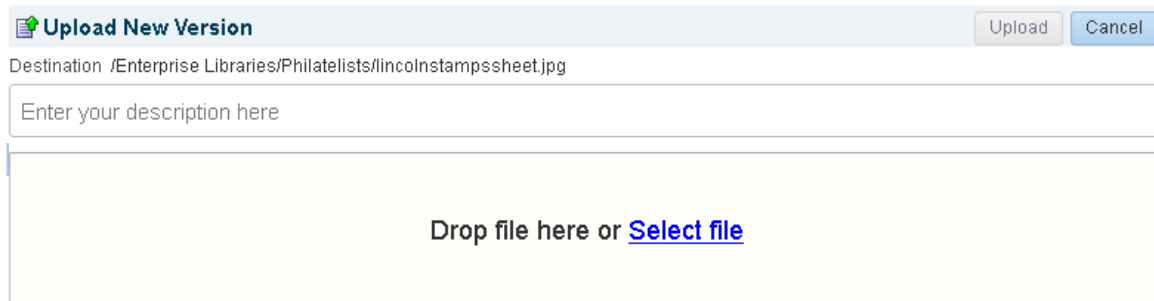 Upload New Version Upload Cancel
Destination /Enterprise Libraries/Philatelists/lincolnstampssheet.jpg
Enter your description here
Drop file here or Select file